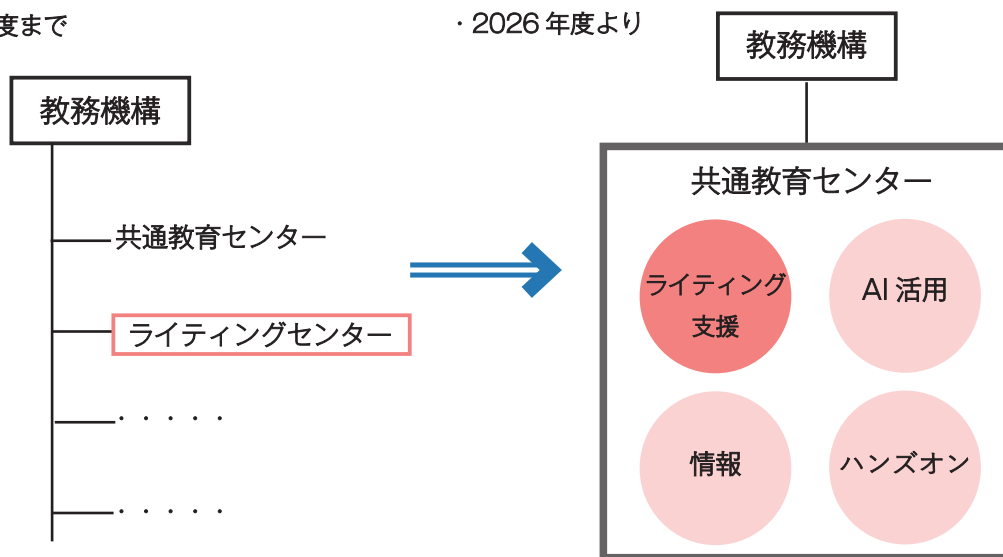 度まで
教務機構
共通教育センター
ライティングセンター
・・・・・
・・・・・
・2026 年度より
教務機構
共通教育センター
ライティング
支援
AI 活用
情報
ハンズオン